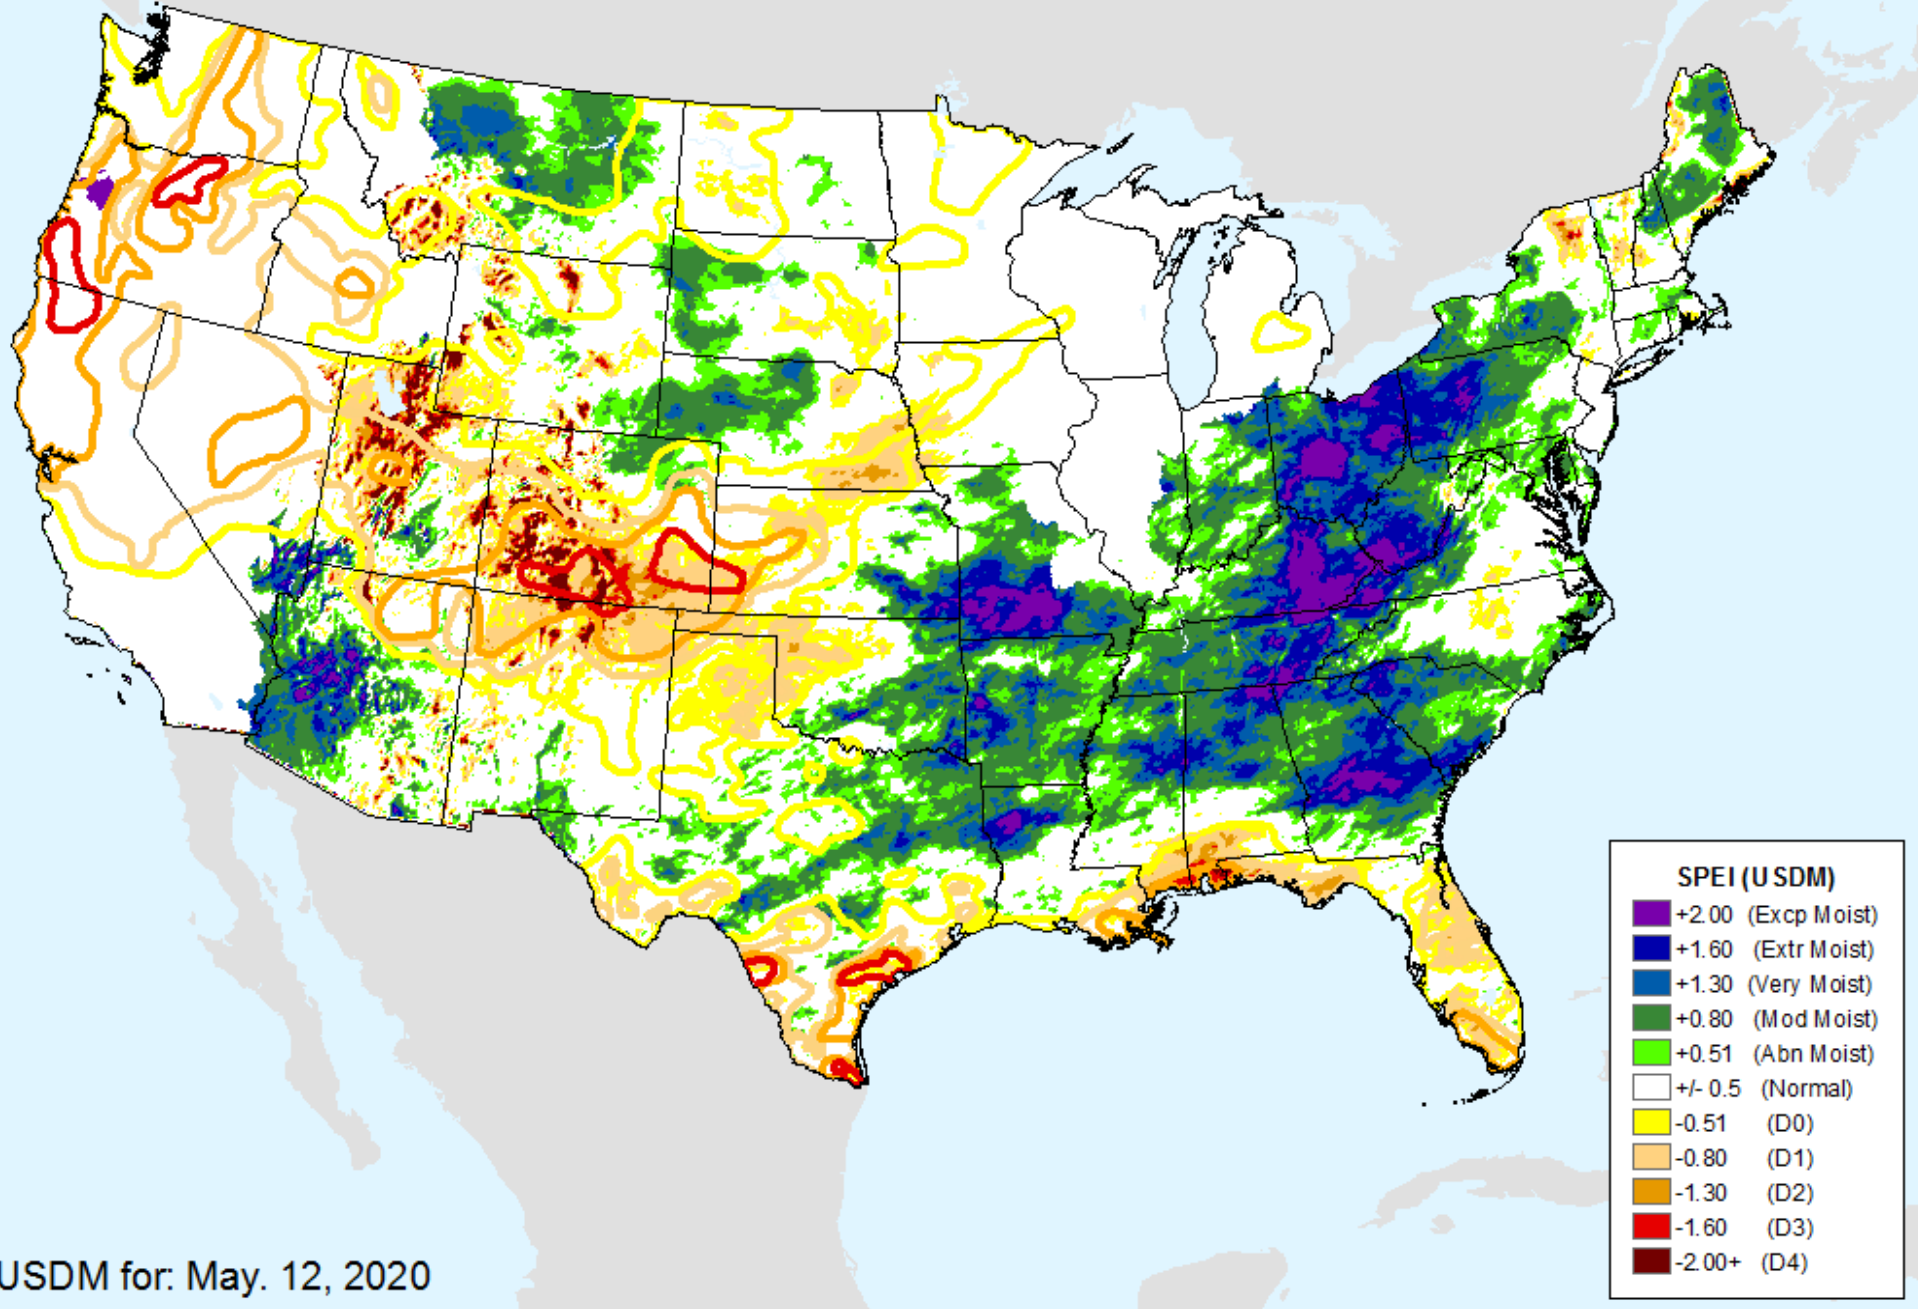 SPEI (USDM)
+2.00 (Excp Moist)
+1.60 (Extr Moist)
+1.30 (Very Moist)
+0.80 (Mod Moist)
+0.51 (Abn Moist)
+/- 0.5 (Normal)
-0.51 (D0)
-0.80 (D1)
-1.30 (D2)
-1.60 (D3)
-2.00+ (D4)
USDM for: May. 12, 2020